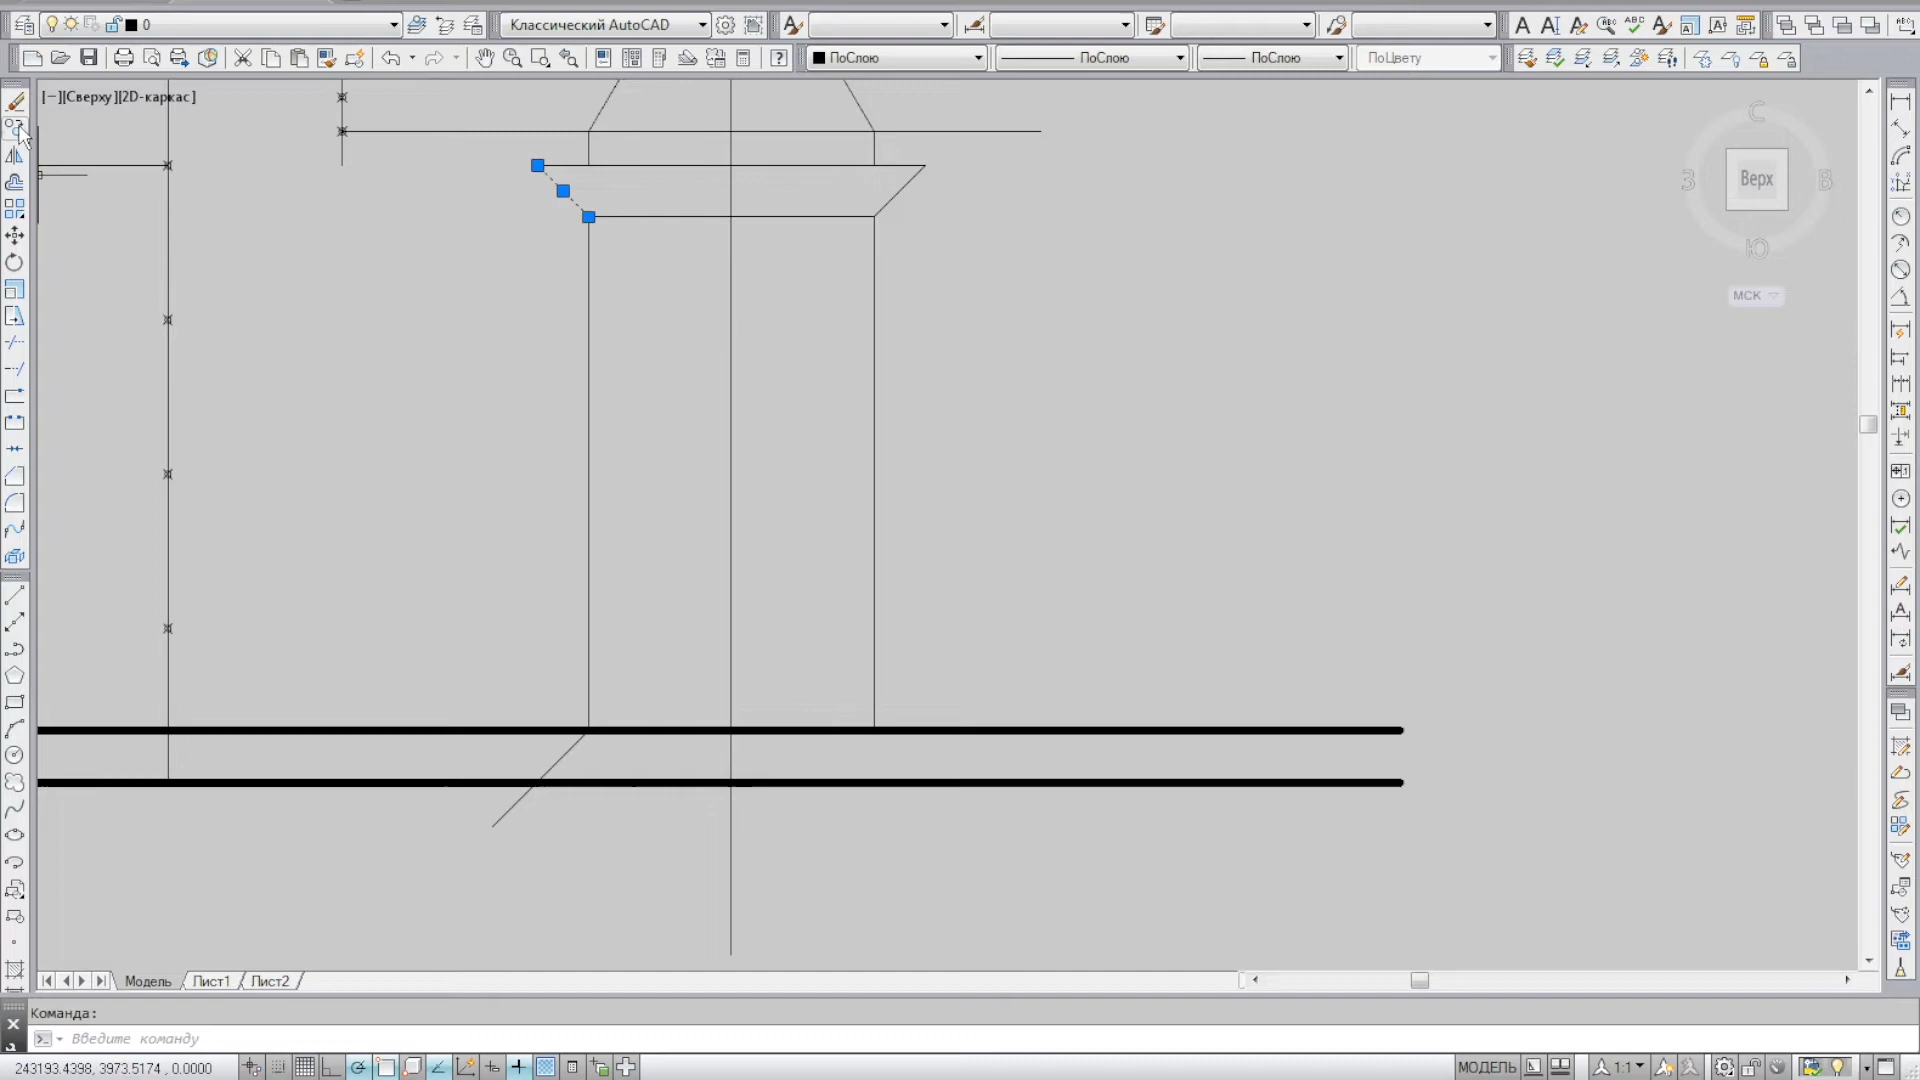 0
Классический AutoCAD
ПоСлою
ПоСлою
ПоСлою
ПоЦвету
[−][Сверху][2D-каркас]
С
З
Верх
В
Ю
МСК
Модель
Лист1
Лист2
Команда:
Введите команду
243193.4398, 3973.5174 , 0.0000
МОДЕЛЬ
1:1